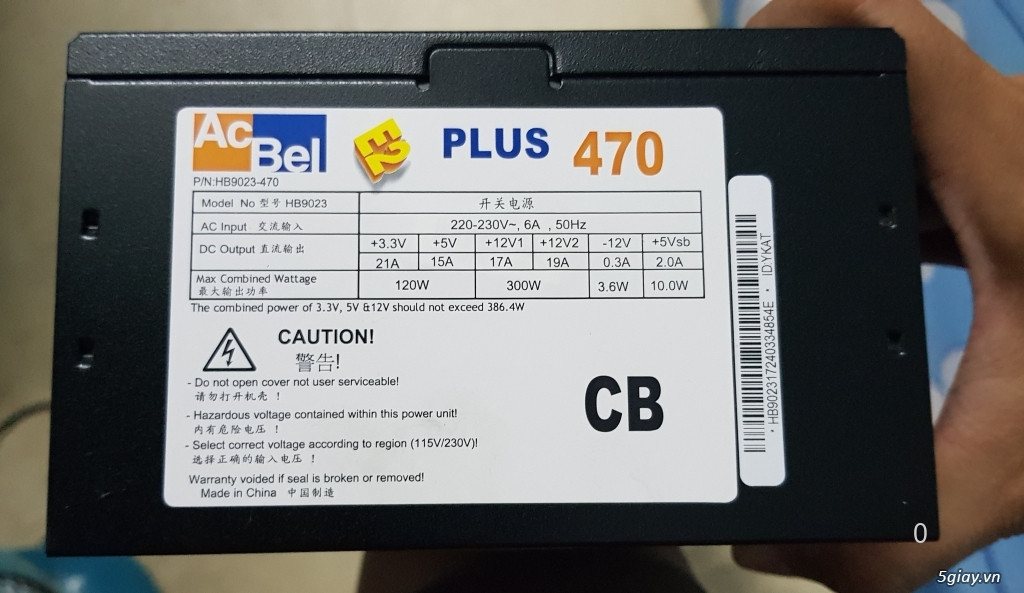 AcBel E2 PLUS 470
P/N:HB9023-470
Model No 型号 HB9023 开关电源
AC Input 交流输入 220-230V~, 6A , 50Hz
DC Output 直流输出 +3.3V +5V +12V1 +12V2 -12V +5Vsb
21A 15A 17A 19A 0.3A 2.0A
Max Combined Wattage
最大输出功率 120W 300W 3.6W 10.0W
The combined power of 3.3V, 5V &12V should not exceed 386.4W
CAUTION!
警告!
- Do not open cover not user serviceable!
请勿打开机壳 !
- Hazardous voltage contained within this power unit!
内有危险电压 !
- Select correct voltage according to region (115V/230V)!
选择正确的输入电压 !
Warranty voided if seal is broken or removed!
Made in China 中国制造
CB
• HB902317240334854E • ID.YKAT
0
5giay.vn